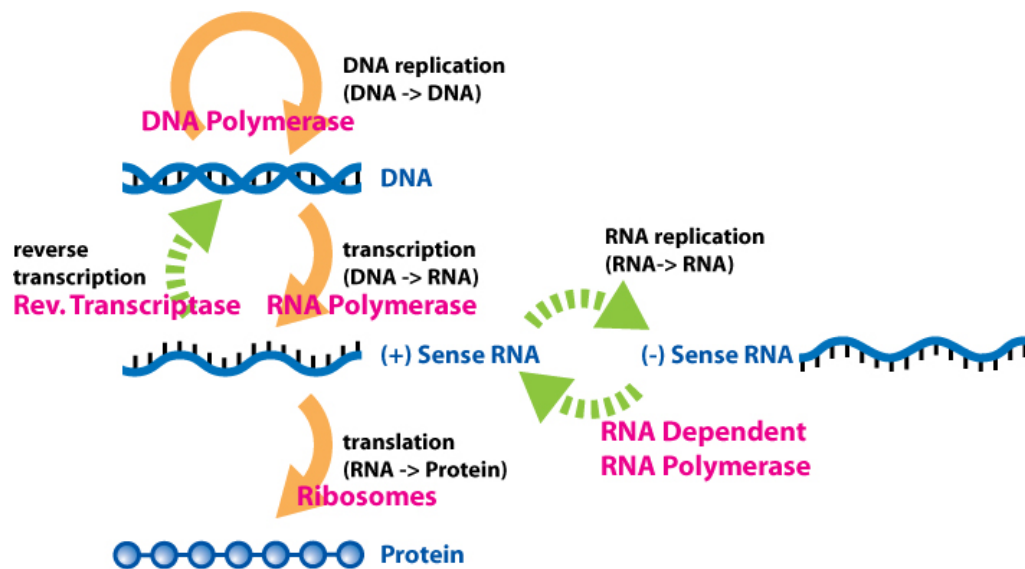 DNA replication
(DNA -> DNA)
DNA Polymerase
DNA
reverse
transcription
Rev. Transcriptase
transcription
(DNA -> RNA)
RNA Polymerase
RNA replication
(RNA-> RNA)
(+) Sense RNA
(-) Sense RNA
RNA Dependent
RNA Polymerase
translation
(RNA -> Protein)
Ribosomes
Protein